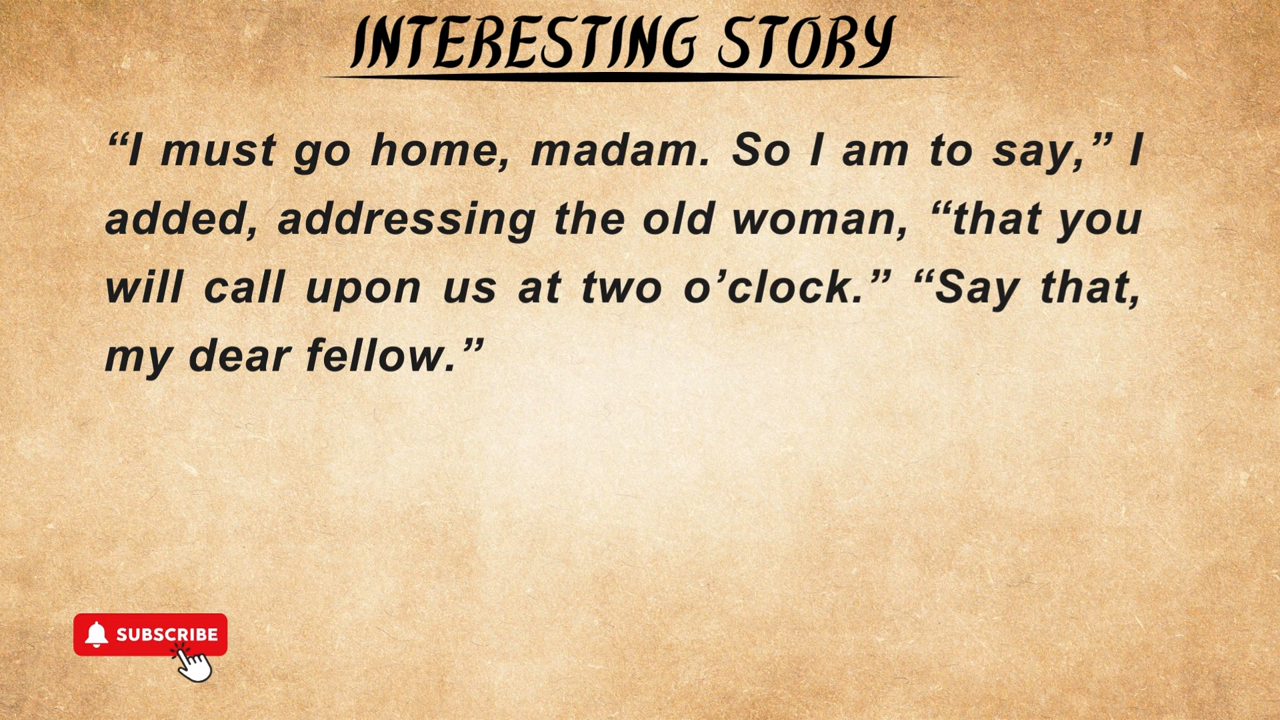 INTERESTING STORY
“I must go home, madam. So I am to say,” I
added, addressing the old woman, “that you
will call upon us at two o’clock.” “Say that,
my dear fellow.”
SUBSCRIBE